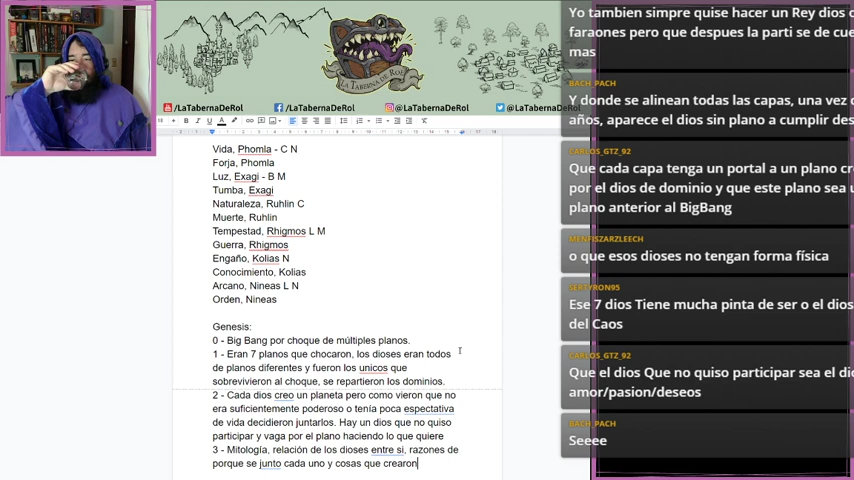 LA TABERNA DE ROL
/LaTabernaDeRol
/LaTabernaDeRol
@LaTabernaDeRol
@LaTabernaDeRol
Vida, Phomla - C N
Forja, Phomla
Luz, Exagi - B M
Tumba, Exagi
Naturaleza, Ruhlin C
Muerte, Ruhlin
Tempestad, Rhigmos L M
Guerra, Rhigmos
Engaño, Kolias N
Conocimiento, Kolias
Arcano, Nineas L N
Orden, Nineas
Genesis:
0 - Big Bang por choque de múltiples planos.
1 - Eran 7 planos que chocaron, los dioses eran todos
de planos diferentes y fueron los unicos que
sobrevivieron al choque, se repartieron los dominios.
2 - Cada dios creo un planeta pero como vieron que no
era suficientemente poderoso o tenía poca espectativa
de vida decidieron juntarlos. Hay un dios que no quiso
participar y vaga por el plano haciendo lo que quiere
3 - Mitología, relación de los dioses entre si, razones de
porque se junto cada uno y cosas que crearon
Yo tambien simpre quise hacer un Rey dios
faraones pero que despues la parti se de cue
mas
BACH_PACH
Y donde se alinean todas las capas, una vez
años, aparece el dios sin plano a cumplir des
CARLOS_GTZ_92
Que cada capa tenga un portal a un plano cr
por el dios de dominio y que este plano sea
plano anterior al BigBang
MENFISZARZLEECH
o que esos dioses no tengan forma física
SERTYRON95
Ese 7 dios Tiene mucha pinta de ser o el dios
del Caos
CARLOS_GTZ_92
Que el dios Que no quiso participar sea el dio
amor/pasion/deseos
BACH_PACH
Seeee